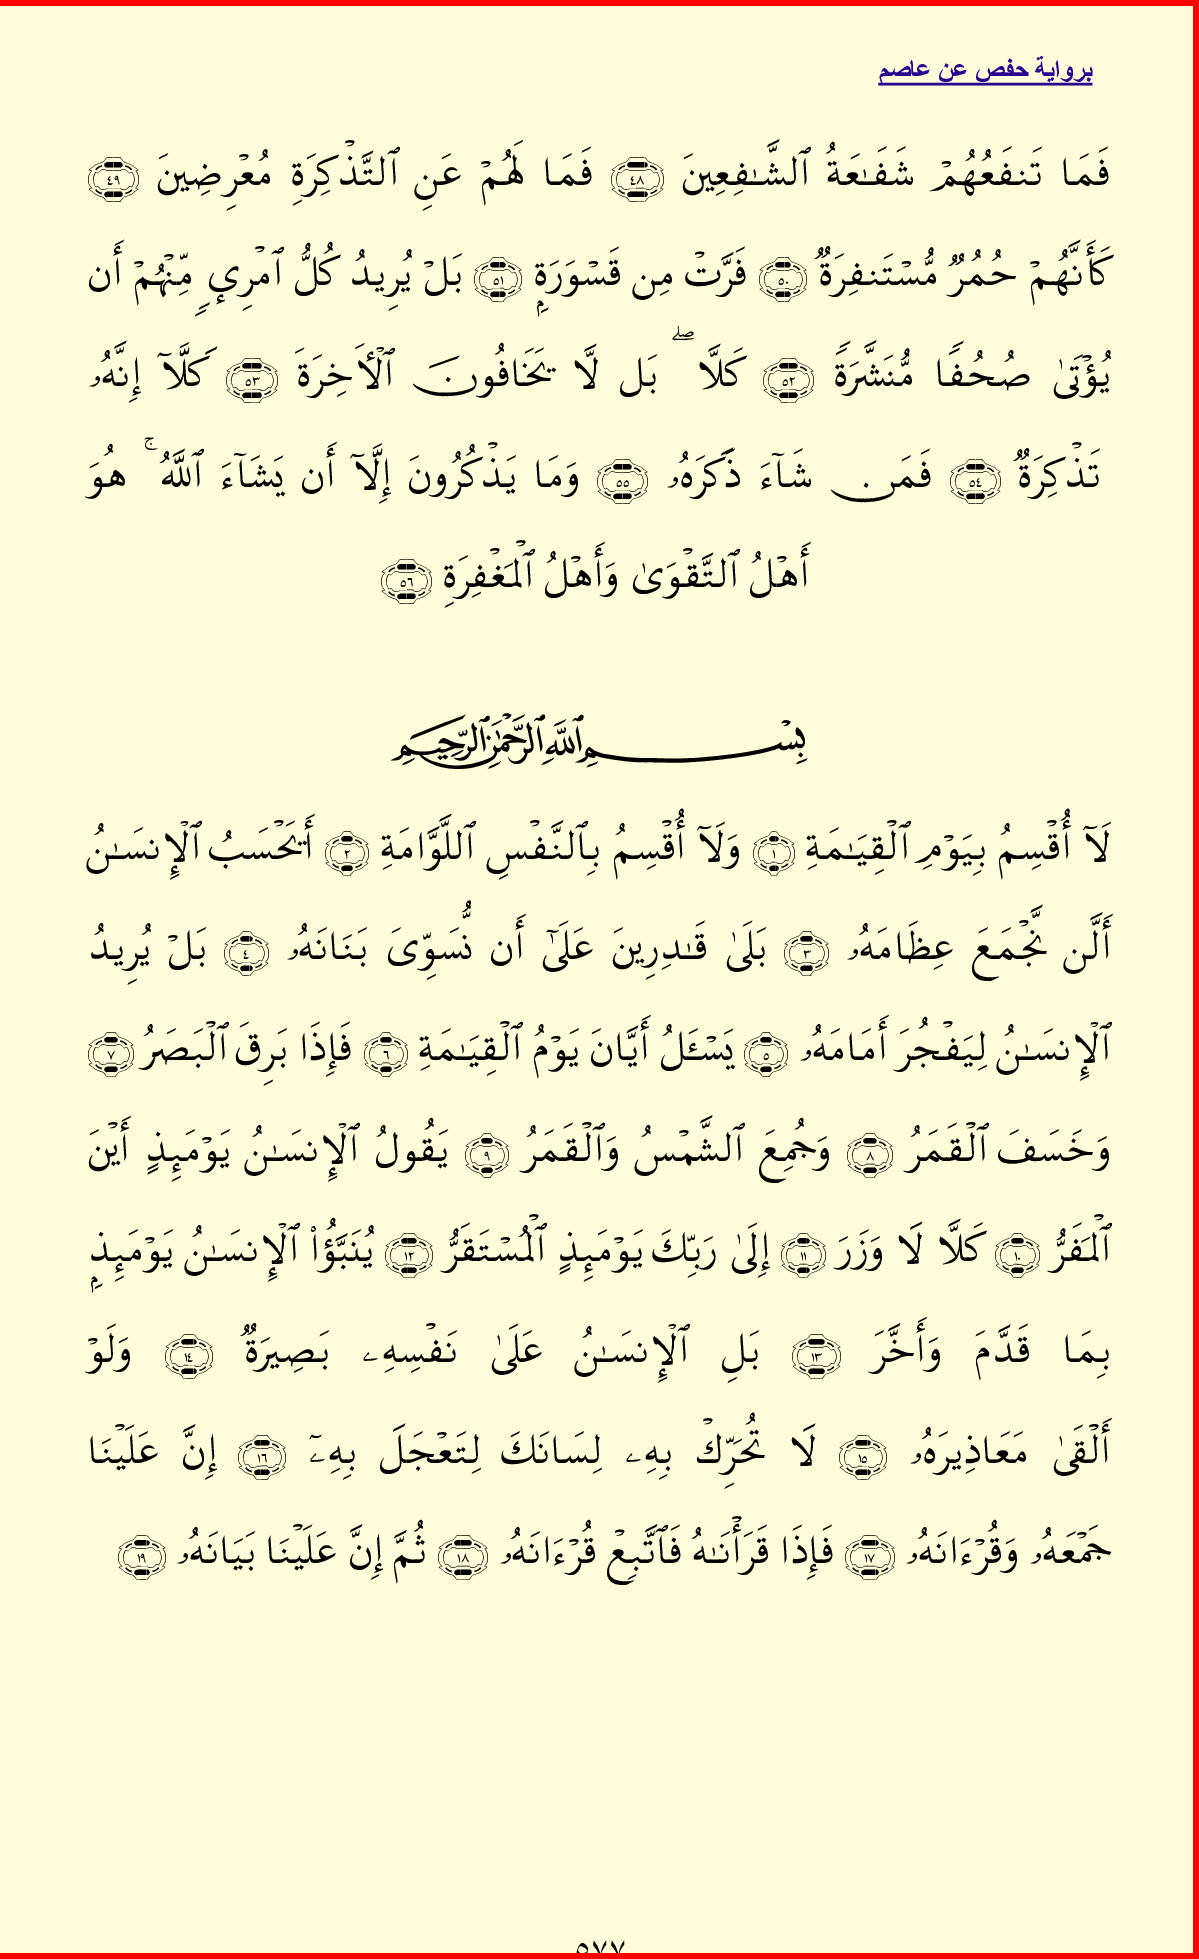 برواية حفص عن عاصم
فَمَا تَنفَعُهُمْ شَفَـٰعَةُ ٱلشَّـٰفِعِينَ ٤٨ فَمَا لَهُمْ عَنِ ٱلتَّذْكِرَةِ مُعْرِضِينَ ٤٩
كَأَنَّهُمْ حُمُرٌ مُّسْتَنفِرَةٌ ٥٠ فَرَّتْ مِن قَسْوَرَةٍۭ ٥١ بَلْ يُرِيدُ كُلُّ ٱمْرِئٍ مِّنْهُمْ أَن
يُؤْتَىٰ صُحُفًا مُّنَشَّرَةً ٥٢ كَلَّا ۖ بَل لَّا يَخَافُونَ ٱلْـَٔاخِرَةَ ٥٣ كَلَّآ إِنَّهُۥ
تَذْكِرَةٌ ٥٤ فَمَن شَآءَ ذَكَرَهُۥ ٥٥ وَمَا يَذْكُرُونَ إِلَّآ أَن يَشَآءَ ٱللَّهُ ۚ هُوَ
أَهْلُ ٱلتَّقْوَىٰ وَأَهْلُ ٱلْمَغْفِرَةِ ٥٦
بِسْمِ ٱللَّهِ ٱلرَّحْمَـٰنِ ٱلرَّحِيمِ
لَآ أُقْسِمُ بِيَوْمِ ٱلْقِيَـٰمَةِ ١ وَلَآ أُقْسِمُ بِٱلنَّفْسِ ٱللَّوَّامَةِ ٢ أَيَحْسَبُ ٱلْإِنسَـٰنُ
أَلَّن نَّجْمَعَ عِظَامَهُۥ ٣ بَلَىٰ قَـٰدِرِينَ عَلَىٰٓ أَن نُّسَوِّىَ بَنَانَهُۥ ٤ بَلْ يُرِيدُ
ٱلْإِنسَـٰنُ لِيَفْجُرَ أَمَامَهُۥ ٥ يَسْـَٔلُ أَيَّانَ يَوْمُ ٱلْقِيَـٰمَةِ ٦ فَإِذَا بَرِقَ ٱلْبَصَرُ ٧
وَخَسَفَ ٱلْقَمَرُ ٨ وَجُمِعَ ٱلشَّمْسُ وَٱلْقَمَرُ ٩ يَقُولُ ٱلْإِنسَـٰنُ يَوْمَئِذٍ أَيْنَ
ٱلْمَفَرُّ ١٠ كَلَّا لَا وَزَرَ ١١ إِلَىٰ رَبِّكَ يَوْمَئِذٍ ٱلْمُسْتَقَرُّ ١٢ يُنَبَّؤُا۟ ٱلْإِنسَـٰنُ يَوْمَئِذٍۭ
بِمَا قَدَّمَ وَأَخَّرَ ١٣ بَلِ ٱلْإِنسَـٰنُ عَلَىٰ نَفْسِهِۦ بَصِيرَةٌ ١٤ وَلَوْ
أَلْقَىٰ مَعَاذِيرَهُۥ ١٥ لَا تُحَرِّكْ بِهِۦ لِسَانَكَ لِتَعْجَلَ بِهِۦٓ ١٦ إِنَّ عَلَيْنَا
جَمْعَهُۥ وَقُرْءَانَهُۥ ١٧ فَإِذَا قَرَأْنَـٰهُ فَٱتَّبِعْ قُرْءَانَهُۥ ١٨ ثُمَّ إِنَّ عَلَيْنَا بَيَانَهُۥ ١٩
٥٧٧